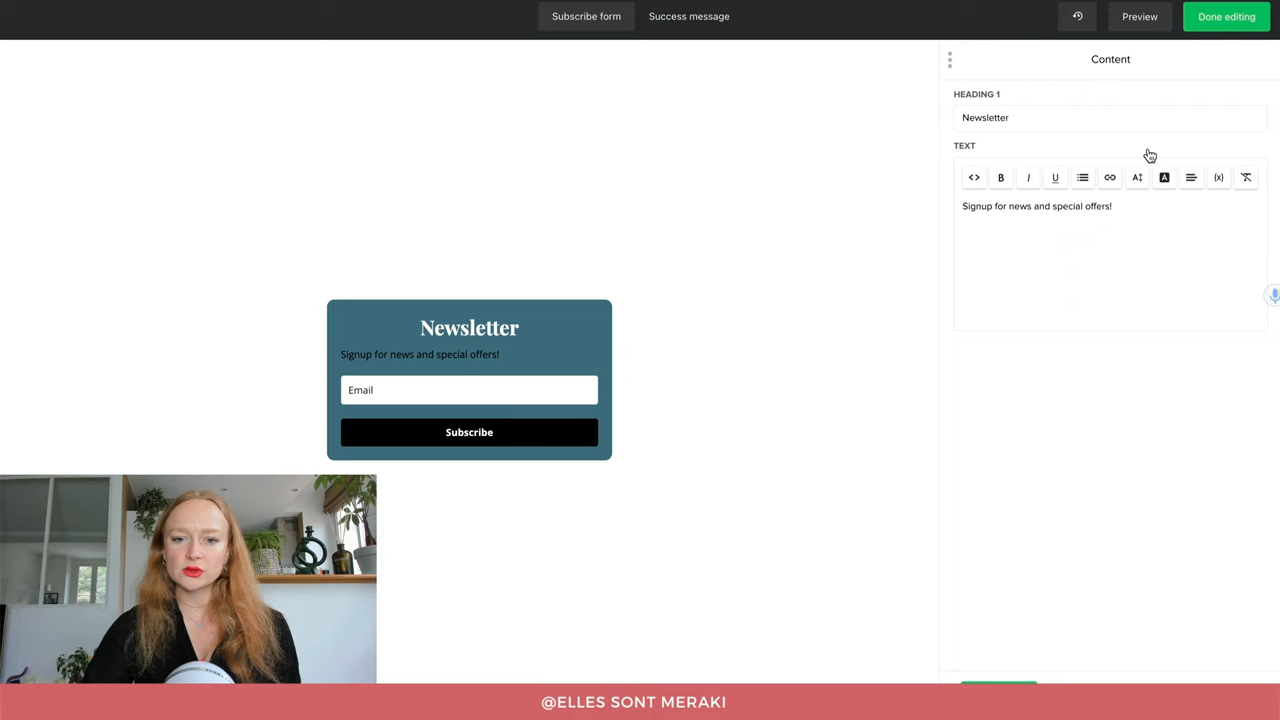 Subscribe form
Success message
Preview
Done editing
Content
HEADING 1
Newsletter
TEXT
B
I
U
A
A
{x}
Signup for news and special offers!
Newsletter
Signup for news and special offers!
Email
Subscribe
@ELLES SONT MERAKI